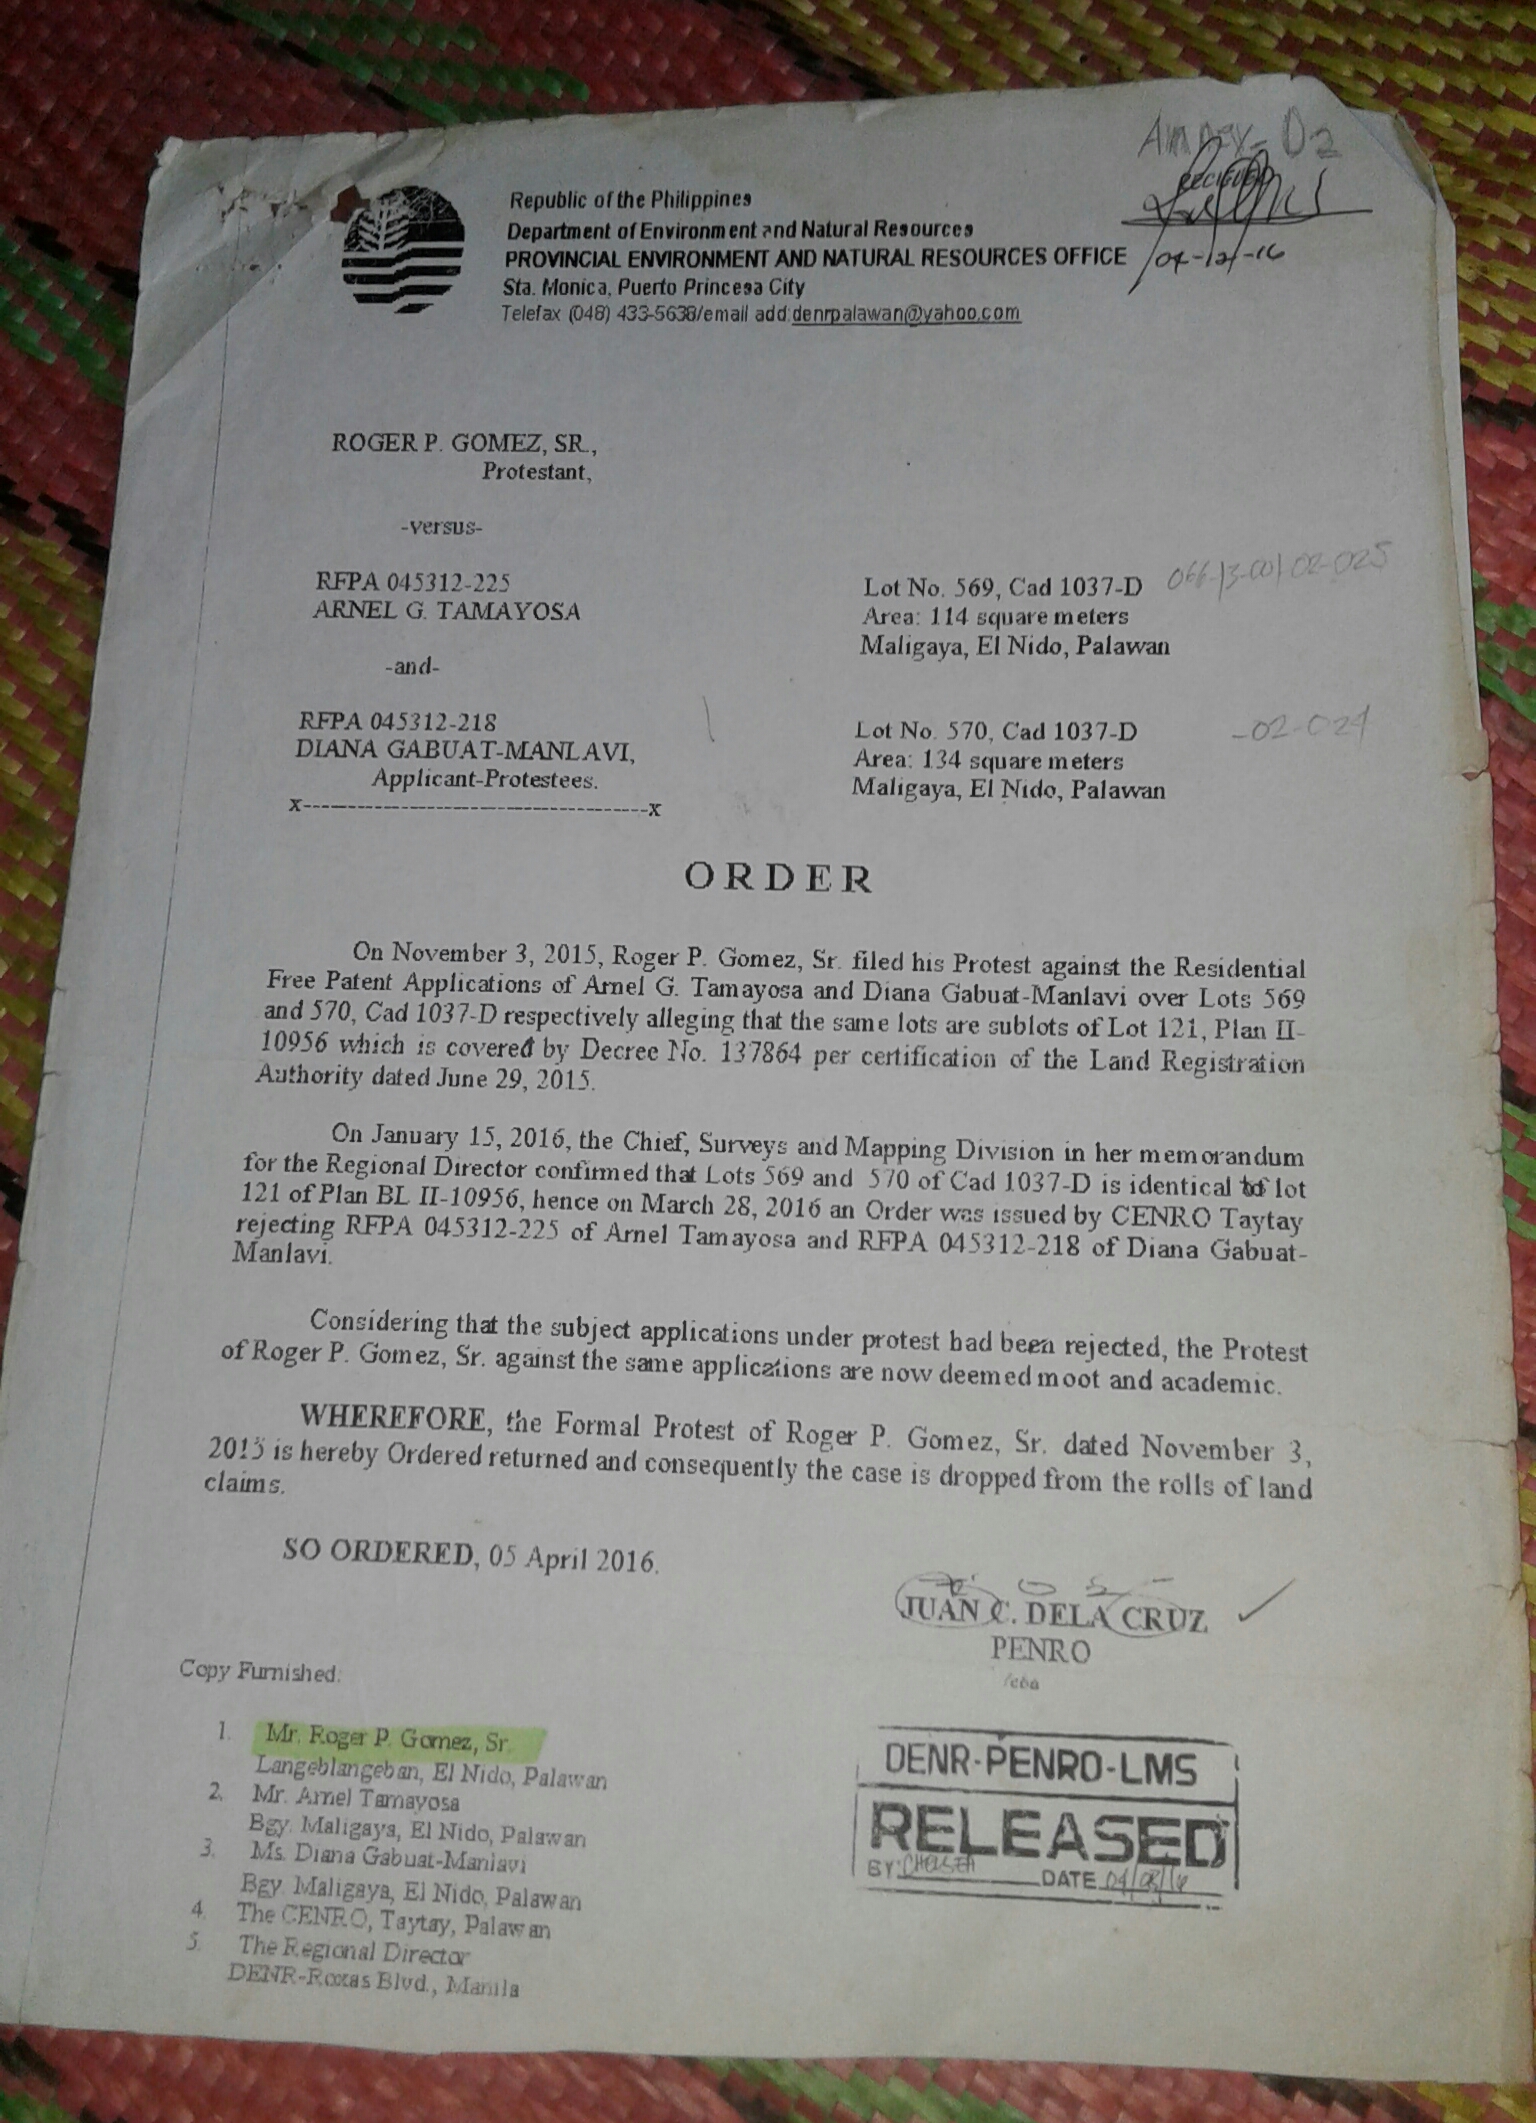 Annex-D2
RECIEVED
04-12-16
Republic of the Philippines
Department of Environment and Natural Resources
PROVINCIAL ENVIRONMENT AND NATURAL RESOURCES OFFICE
Sta. Monica, Puerto Princesa City
Telefax (048) 433-5638/email add:denrpalawan@yahoo.com
ROGER P. GOMEZ, SR.,
Protestant,
-versus-
RFPA 045312-225
ARNEL G. TAMAYOSA
Lot No. 569, Cad 1037-D 066-13-001-02-025
Area: 114 square meters
Maligaya, El Nido, Palawan
-and-
RFPA 045312-218
DIANA GABUAT-MANLAVI,
Applicant-Protestees.
x-------------------------------------x
Lot No. 570, Cad 1037-D -02-024
Area: 134 square meters
Maligaya, El Nido, Palawan
ORDER
On November 3, 2015, Roger P. Gomez, Sr. filed his Protest against the Residential
Free Patent Applications of Arnel G. Tamayosa and Diana Gabuat-Manlavi over Lots 569
and 570, Cad 1037-D respectively alleging that the same lots are sublots of Lot 121, Plan II-
10956 which is covered by Decree No. 137864 per certification of the Land Registration
Authority dated June 29, 2015.
On January 15, 2016, the Chief, Surveys and Mapping Division in her memorandum
for the Regional Director confirmed that Lots 569 and 570 of Cad 1037-D is identical to lot
121 of Plan BL II-10956, hence on March 28, 2016 an Order was issued by CENRO Taytay
rejecting RFPA 045312-225 of Arnel Tamayosa and RFPA 045312-218 of Diana Gabuat-
Manlavi.
Considering that the subject applications under protest had been rejected, the Protest
of Roger P. Gomez, Sr. against the same applications are now deemed moot and academic.
WHEREFORE, the Formal Protest of Roger P. Gomez, Sr. dated November 3,
2015 is hereby Ordered returned and consequently the case is dropped from the rolls of land
claims.
SO ORDERED, 05 April 2016.
JUAN C. DELA CRUZ
PENRO
Copy Furnished:
1. Mr. Roger P. Gomez, Sr.
Langeblangeban, El Nido, Palawan
2. Mr. Arnel Tamayosa
Bgy. Maligaya, El Nido, Palawan
3. Ms. Diana Gabuat-Manlavi
Bgy. Maligaya, El Nido, Palawan
4. The CENRO, Taytay, Palawan
5. The Regional Director
DENR-Roxas Blvd., Manila
DENR-PENRO-LMS
RELEASED
BY: CHELSEA DATE 04/08/16